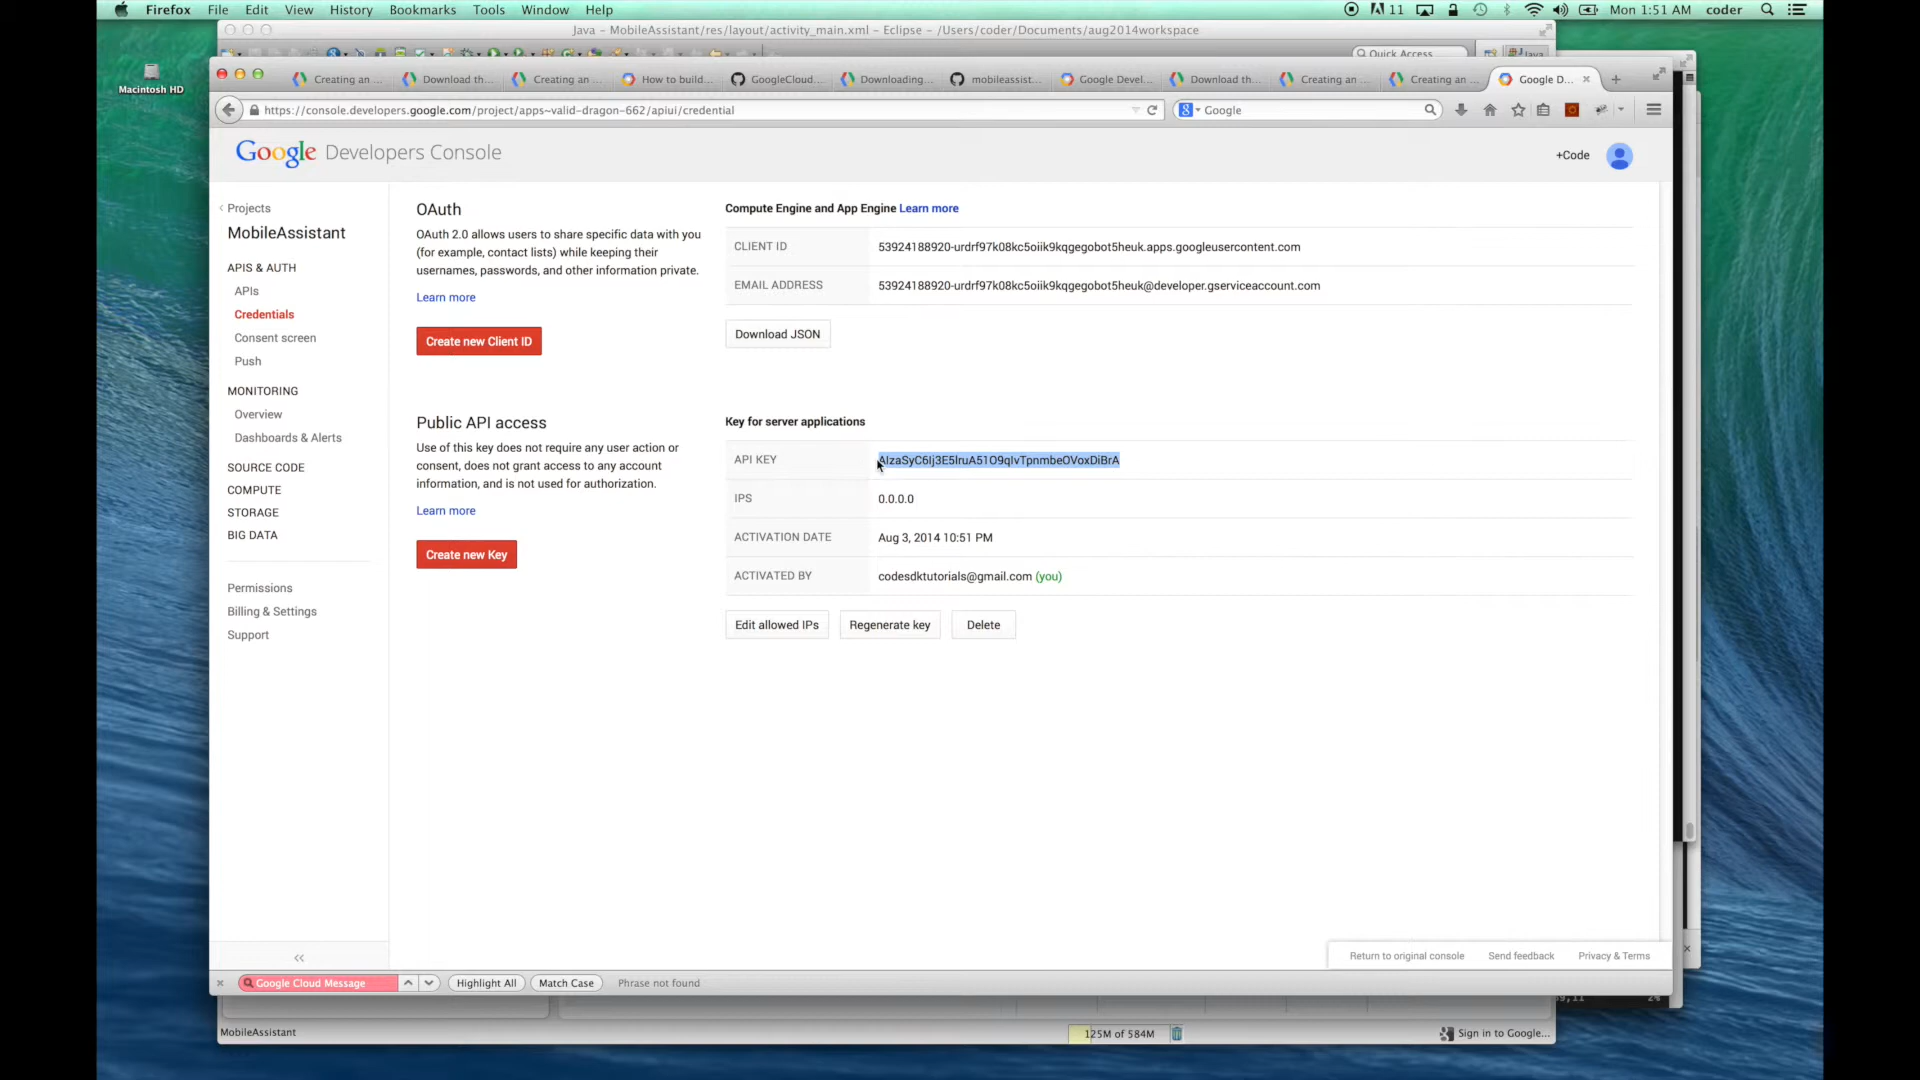 Firefox File Edit View History Bookmarks Tools Window Help 11 Mon 1:51 AM coder
Java - MobileAssistant/res/layout/activity_main.xml - Eclipse - /Users/coder/Documents/aug2014workspace
Quick Access Java
Macintosh HD
Creating an ... Download th... Creating an ... How to build... GoogleCloud... Downloading... mobileassist... Google Devel... Download th... Creating an ... Creating an ... Google D...
https://console.developers.google.com/project/apps~valid-dragon-662/apiui/credential Google
Google Developers Console
+Code
Projects
MobileAssistant
APIS & AUTH
APIs
Credentials
Consent screen
Push
MONITORING
Overview
Dashboards & Alerts
SOURCE CODE
COMPUTE
STORAGE
BIG DATA
Permissions
Billing & Settings
Support
OAuth
OAuth 2.0 allows users to share specific data with you
(for example, contact lists) while keeping their
usernames, passwords, and other information private.
Learn more
Create new Client ID
Compute Engine and App Engine Learn more
CLIENT ID 53924188920-urdrf97k08kc5oiik9kqgegobot5heuk.apps.googleusercontent.com
EMAIL ADDRESS 53924188920-urdrf97k08kc5oiik9kqgegobot5heuk@developer.gserviceaccount.com
Download JSON
Public API access
Use of this key does not require any user action or
consent, does not grant access to any account
information, and is not used for authorization.
Learn more
Create new Key
Key for server applications
API KEY
IPS 0.0.0.0
ACTIVATION DATE Aug 3, 2014 10:51 PM
ACTIVATED BY codesdktutorials@gmail.com (you)
Edit allowed IPs Regenerate key Delete
Return to original console Send feedback Privacy & Terms
Google Cloud Message Highlight All Match Case Phrase not found
MobileAssistant 125M of 584M Sign in to Google...